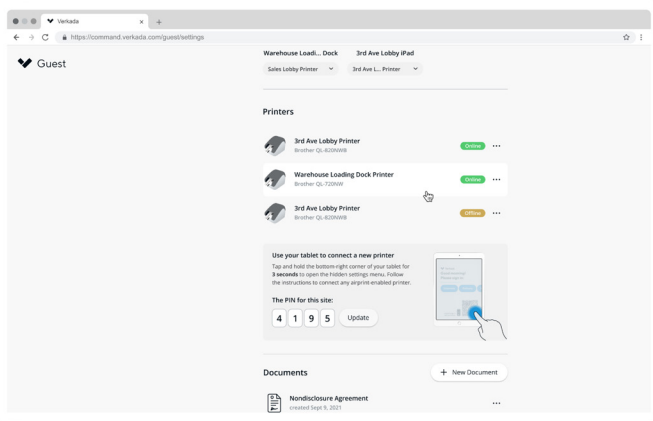 Verkada
https://command.verkada.com/guest/settings
Guest
Warehouse Loadi... Dock
3rd Ave Lobby iPad
Sales Lobby Printer
3rd Ave L... Printer
Printers
3rd Ave Lobby Printer
Brother QL-820NWB
Online
Warehouse Loading Dock Printer
Brother QL-720NW
Online
3rd Ave Lobby Printer
Brother QL-820NWB
Offline
Use your tablet to connect a new printer
Tap and hold the bottom-right corner of your tablet for
3 seconds to open the hidden settings menu. Follow
the instructions to connect any airprint-enabled printer.
The PIN for this site:
4 1 9 5
Update
Documents
+ New Document
Nondisclosure Agreement
created Sept 9, 2021